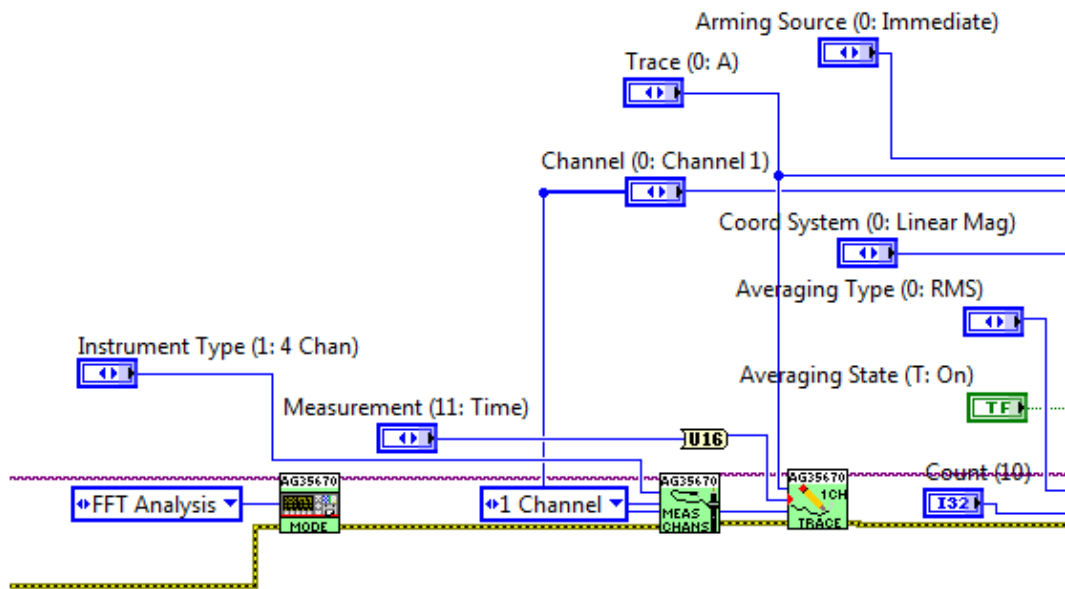 Arming Source (0: Immediate)
Trace (0: A)
Channel (0: Channel 1)
Coord System (0: Linear Mag)
Averaging Type (0: RMS)
Instrument Type (1: 4 Chan)
Averaging State (T: On)
Measurement (11: Time)
TF
U16
Count (10)
AG35670
AG35670
AG35670
FFT Analysis
1 Channel
1CH
I32
MEAS
MODE
CHANS
TRACE